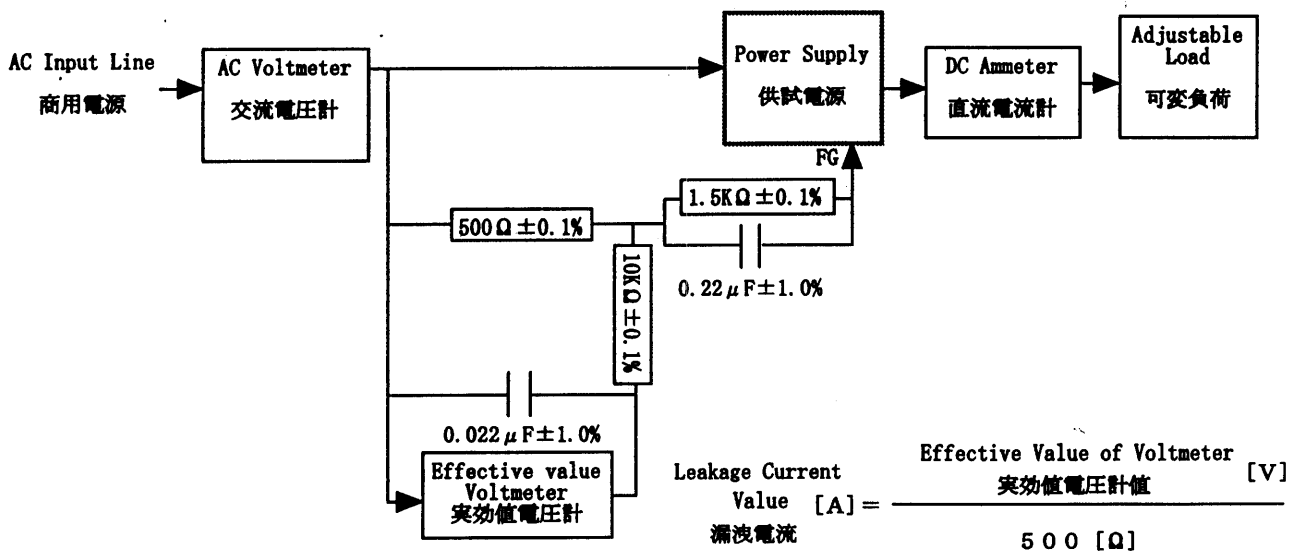 AC Input Line
商用電源
AC Voltmeter
交流電圧計
Power Supply
供試電源
DC Ammeter
直流電流計
Adjustable
Load
可変負荷
FG
1.5KΩ±0.1%
500Ω±0.1%
0.22μF±1.0%
10KΩ±0.1%
0.022μF±1.0%
Effective value
Voltmeter
実効値電圧計
Leakage Current
Value [A]=
漏洩電流
Effective Value of Voltmeter
実効値電圧計値 [V]
500 [Ω]